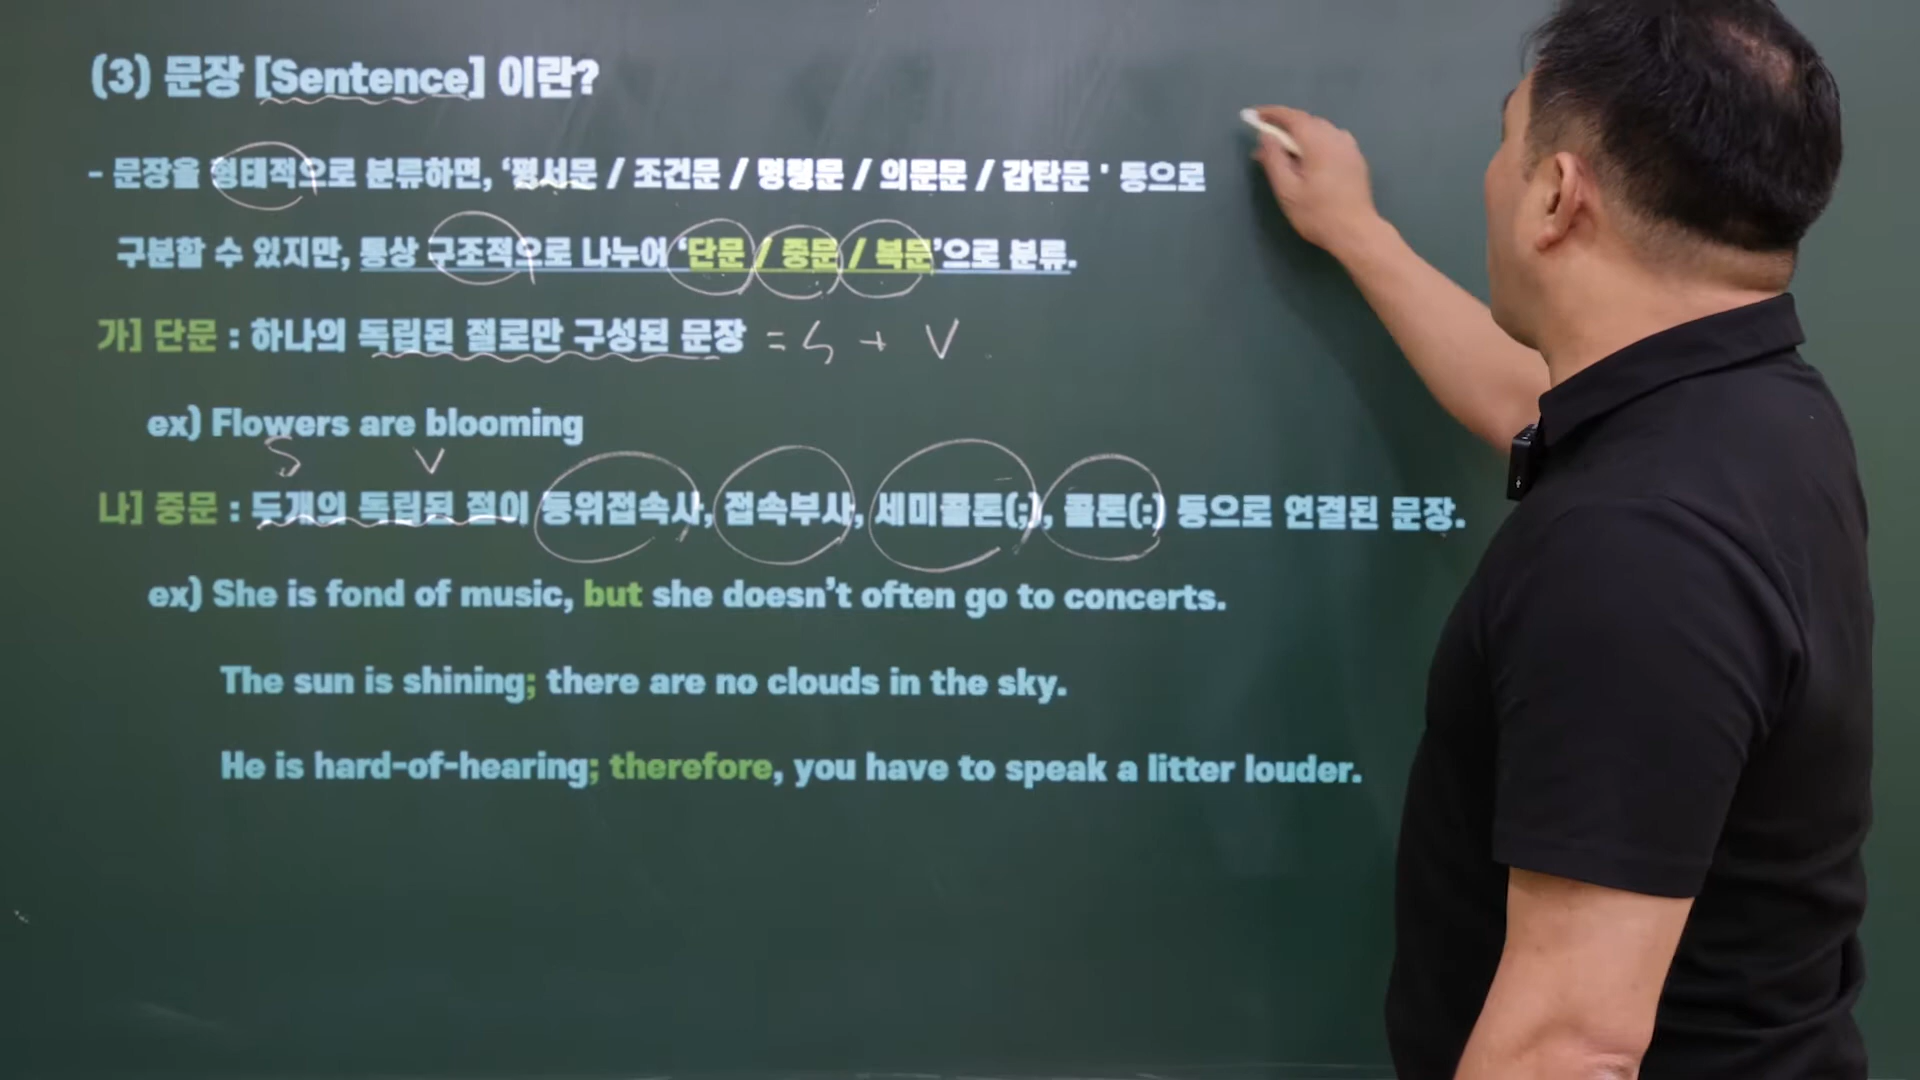 (3) 문장 [Sentence] 이란?
- 문장을 형태적으로 분류하면, ‘평서문 / 조건문 / 명령문 / 의문문 / 감탄문 ' 등으로
구분할 수 있지만, 통상 구조적으로 나누어 ‘단문 / 중문 / 복문’으로 분류.
가] 단문 : 하나의 독립된 절로만 구성된 문장 = S + V
ex) Flowers are blooming
S V
나] 중문 : 두개의 독립된 절이 등위접속사, 접속부사, 세미콜론(;), 콜론(:) 등으로 연결된 문장.
ex) She is fond of music, but she doesn’t often go to concerts.
The sun is shining; there are no clouds in the sky.
He is hard-of-hearing; therefore, you have to speak a litter louder.